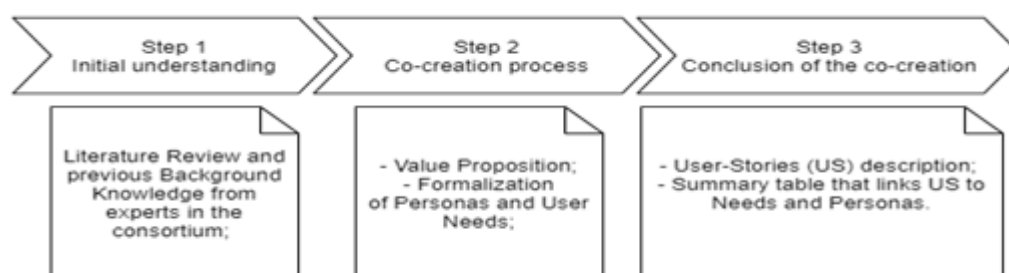 Step 1
Initial understanding
Step 2
Co-creation process
Step 3
Conclusion of the co-creation
Literature Review and
previous Background
Knowledge from
experts in the
consortium;
- Value Proposition;
- Formalization
of Personas and User
Needs;
- User-Stories (US) description;
- Summary table that links US to
Needs and Personas.